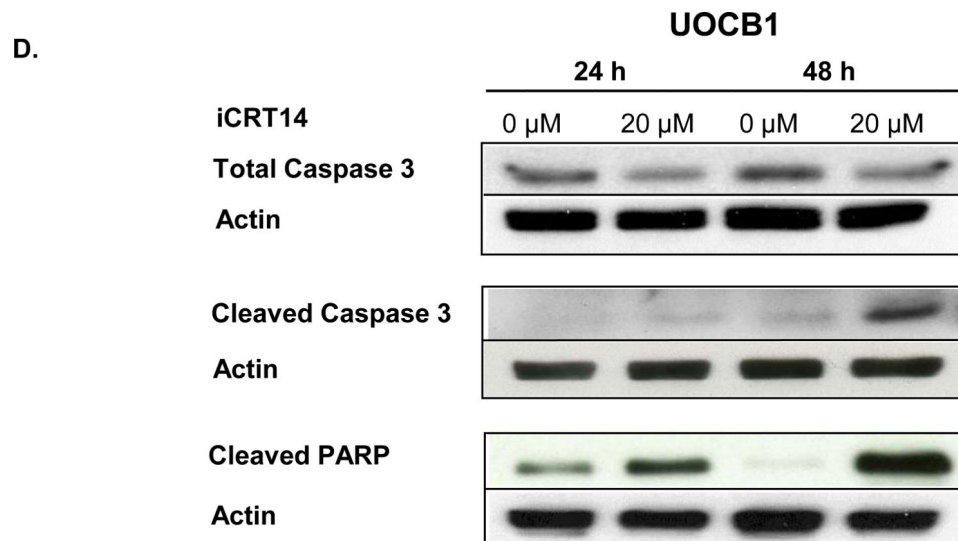 D.
UOCB1
24 h 48 h
iCRT14 0 µM 20 µM 0 µM 20 µM
Total Caspase 3
Actin
Cleaved Caspase 3
Actin
Cleaved PARP
Actin